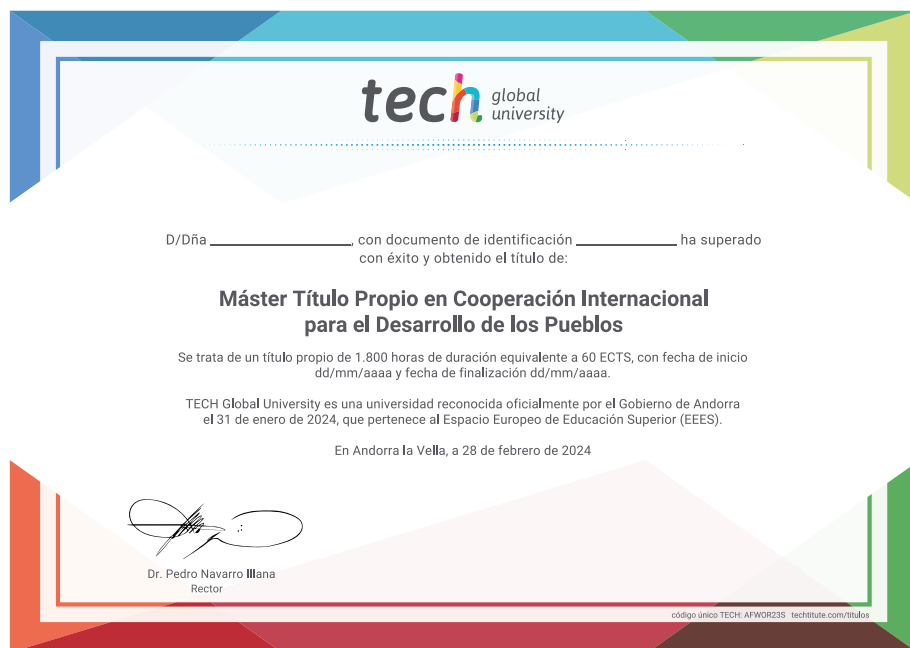 tech global
university
D/Dña ______________, con documento de identificación __________ ha superado
con éxito y obtenido el título de:
Máster Título Propio en Cooperación Internacional
para el Desarrollo de los Pueblos
Se trata de un título propio de 1.800 horas de duración equivalente a 60 ECTS, con fecha de inicio
dd/mm/aaaa y fecha de finalización dd/mm/aaaa.
TECH Global University es una universidad reconocida oficialmente por el Gobierno de Andorra
el 31 de enero de 2024, que pertenece al Espacio Europeo de Educación Superior (EEES).
En Andorra la Vella, a 28 de febrero de 2024
Dr. Pedro Navarro Illana
Rector
código único TECH: AFWOR23S techtitute.com/titulos